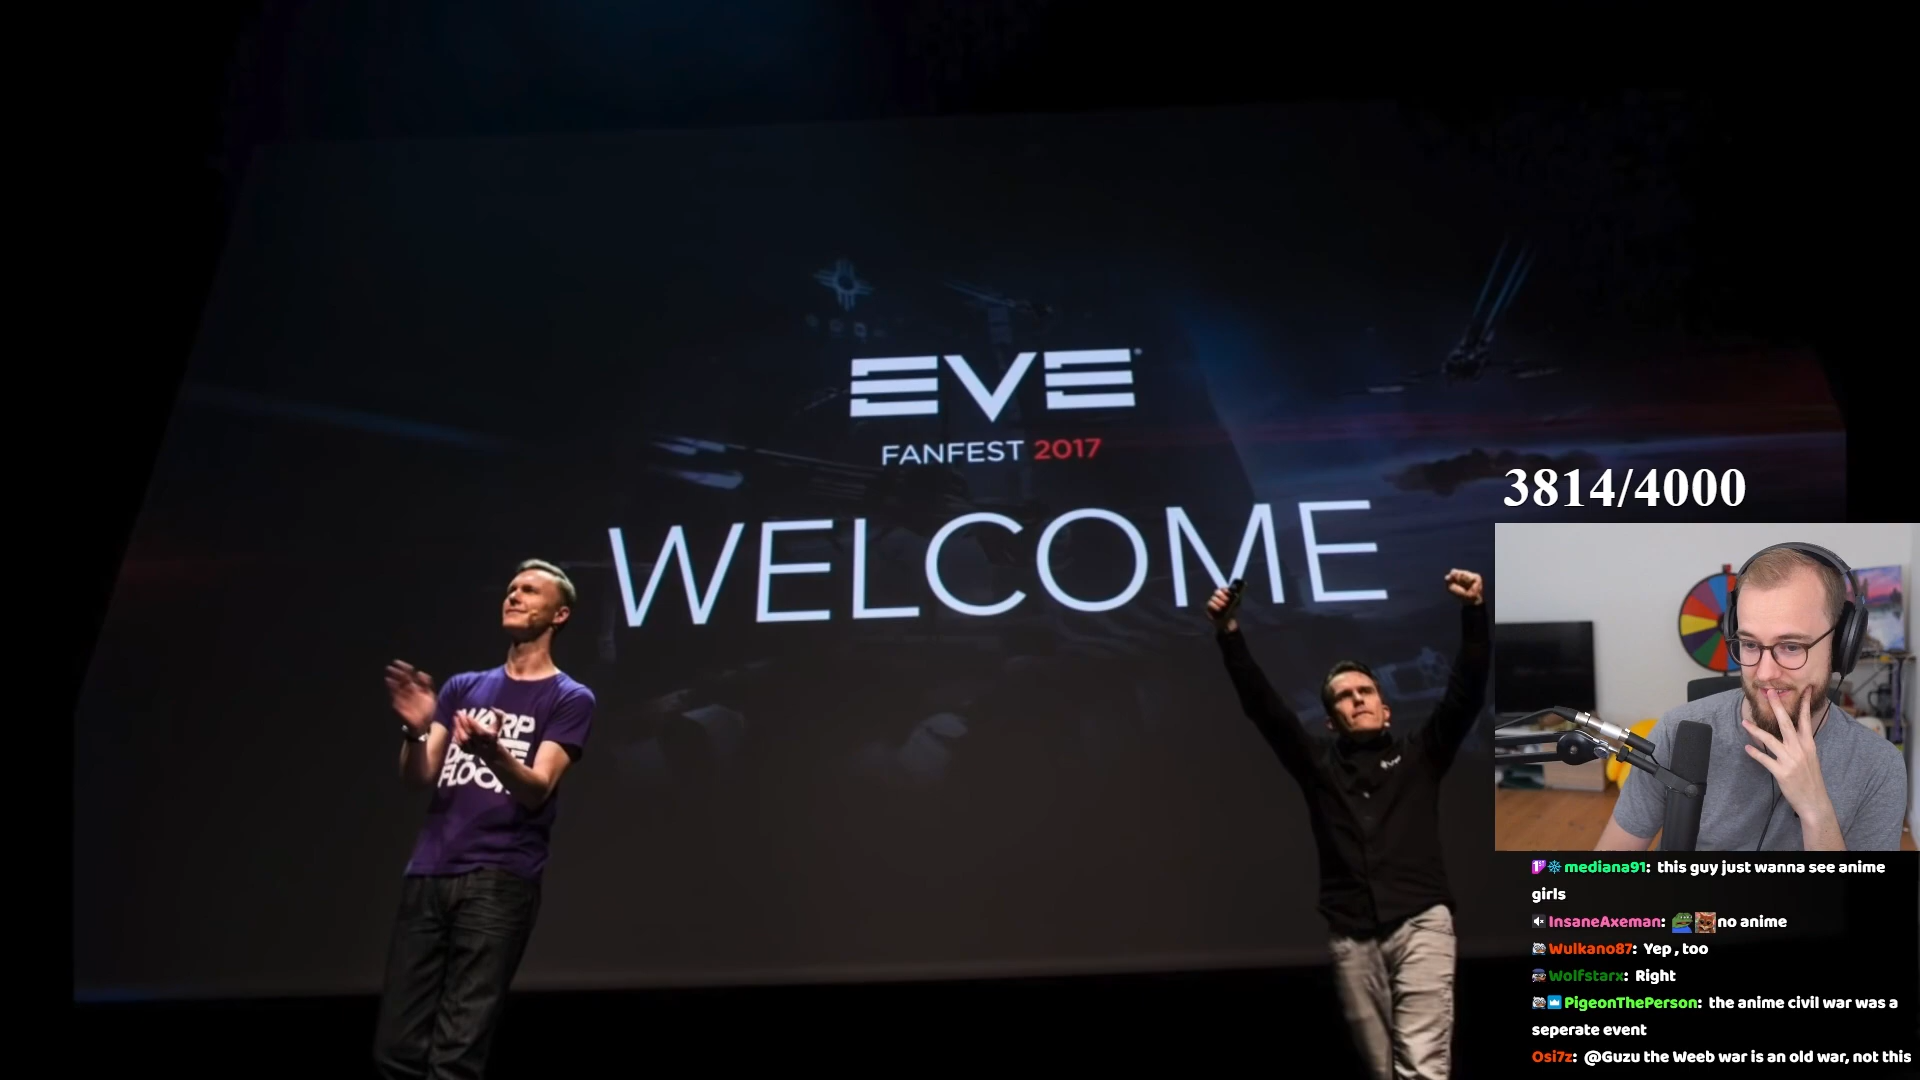 EVE
FANFEST 2017
WELCOME
WARP
FLOOR
3814/4000
mediana91: this guy just wanna see anime
girls
InsaneAxeman: no anime
Wulkano87: Yep , too
Wolfstarx: Right
PigeonThePerson: the anime civil war was a
seperate event
Osi7z: @Guzu the Weeb war is an old war, not this